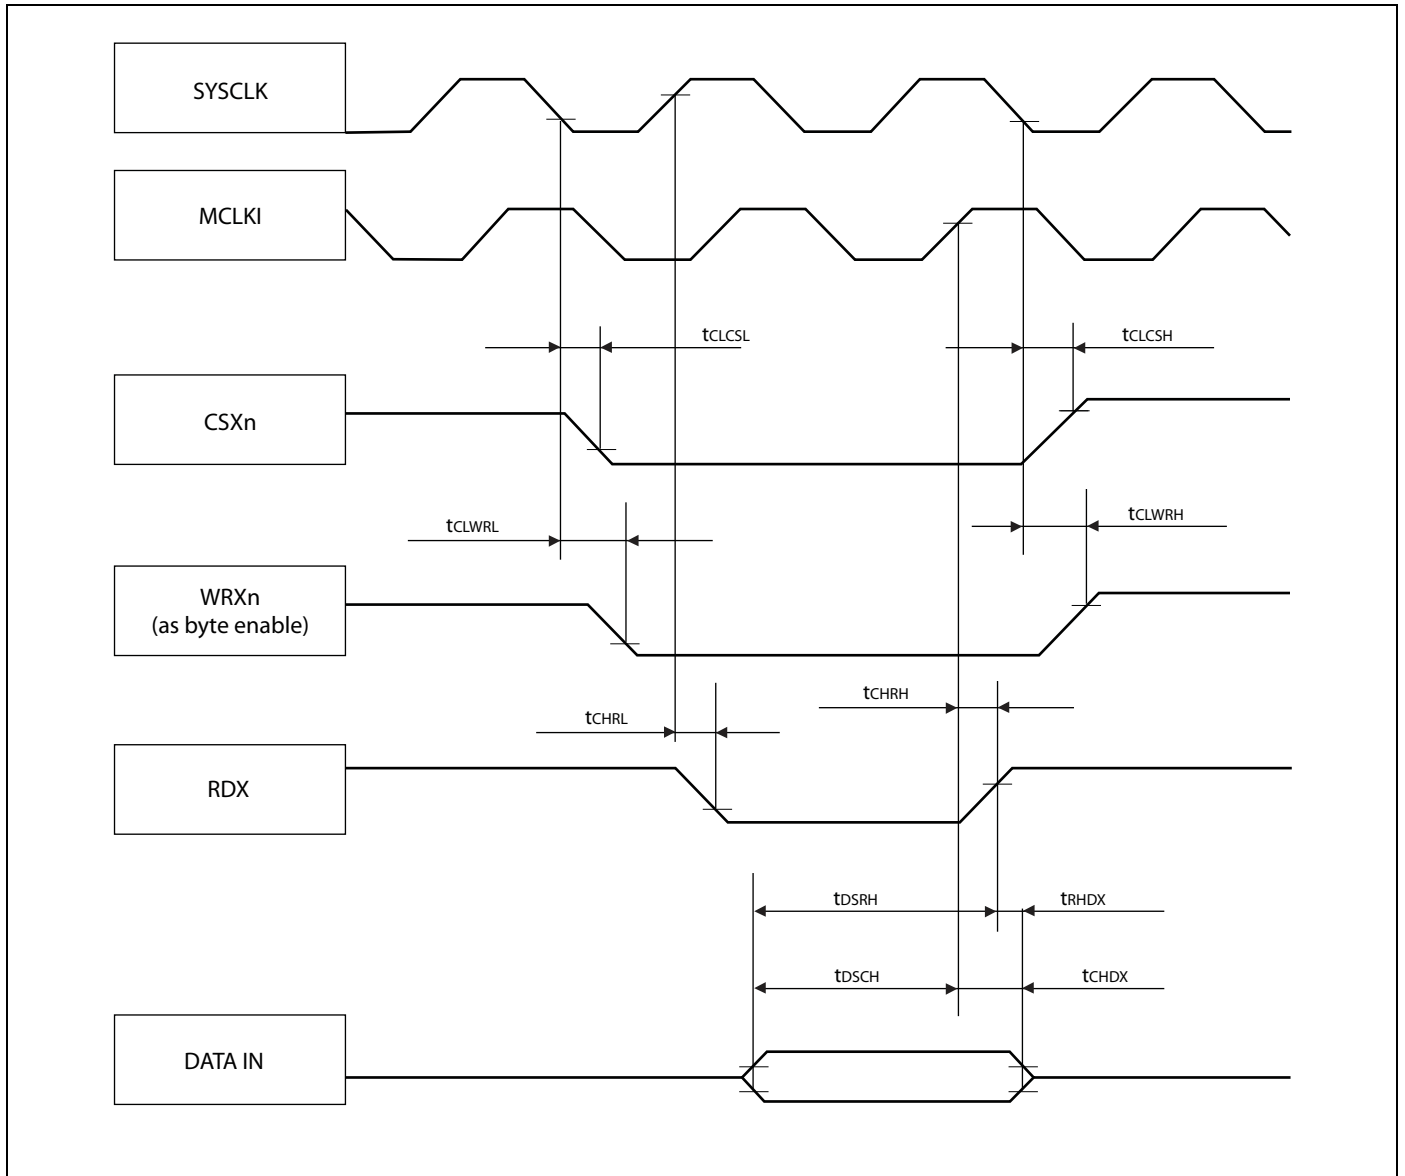 SYSCLK
MCLKI
tCLCSL
tCLCSH
CSXn
tCLWRL
tCLWRH
WRXn
(as byte enable)
tCHRH
tCHRL
RDX
tDSRH
tRHDX
tDSCH
tCHDX
DATA IN